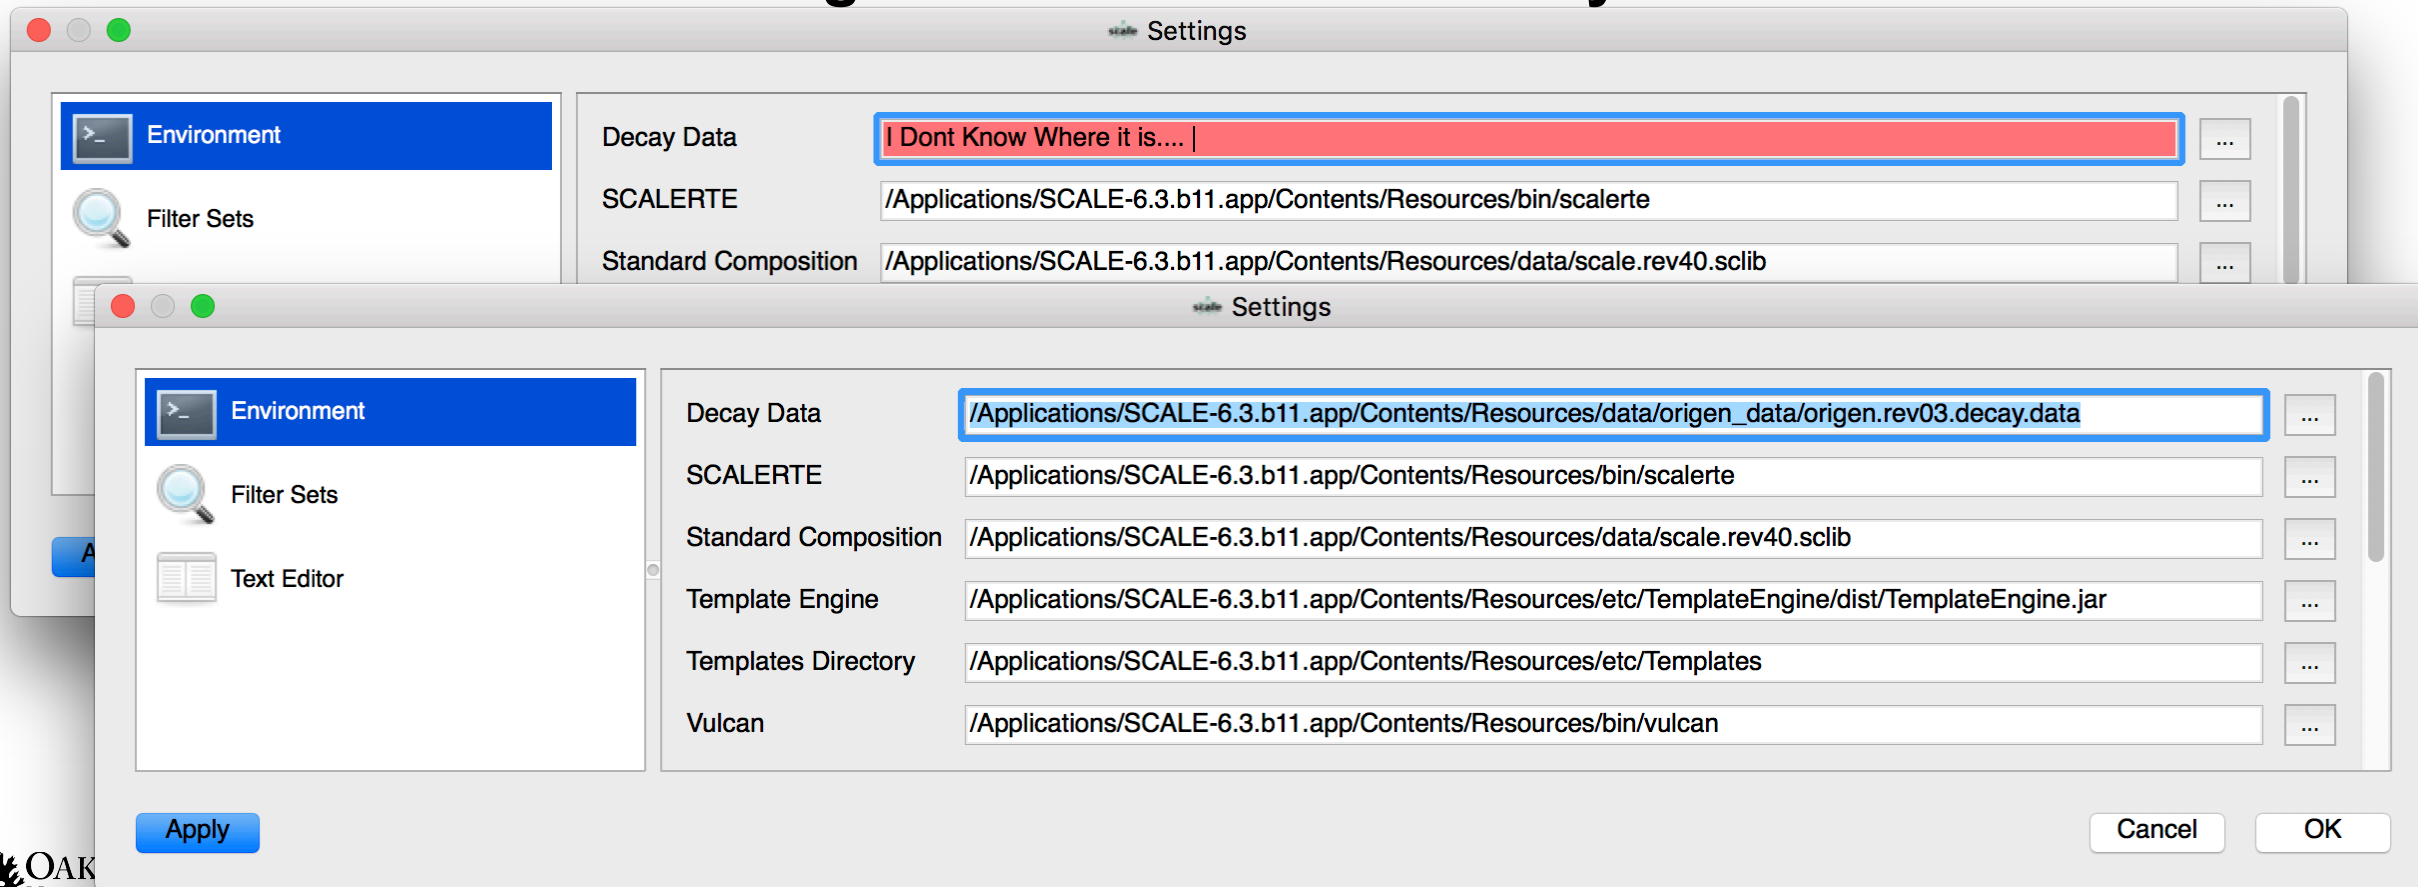 scale Settings
Environment
Filter Sets
Decay Data I Dont Know Where it is.... ...
SCALERTE /Applications/SCALE-6.3.b11.app/Contents/Resources/bin/scalerte ...
Standard Composition /Applications/SCALE-6.3.b11.app/Contents/Resources/data/scale.rev40.sclib ...
scale Settings
Environment
Filter Sets
Text Editor
Decay Data /Applications/SCALE-6.3.b11.app/Contents/Resources/data/origen_data/origen.rev03.decay.data ...
SCALERTE /Applications/SCALE-6.3.b11.app/Contents/Resources/bin/scalerte ...
Standard Composition /Applications/SCALE-6.3.b11.app/Contents/Resources/data/scale.rev40.sclib ...
Template Engine /Applications/SCALE-6.3.b11.app/Contents/Resources/etc/TemplateEngine/dist/TemplateEngine.jar ...
Templates Directory /Applications/SCALE-6.3.b11.app/Contents/Resources/etc/Templates ...
Vulcan /Applications/SCALE-6.3.b11.app/Contents/Resources/bin/vulcan ...
Apply Cancel OK
OAK